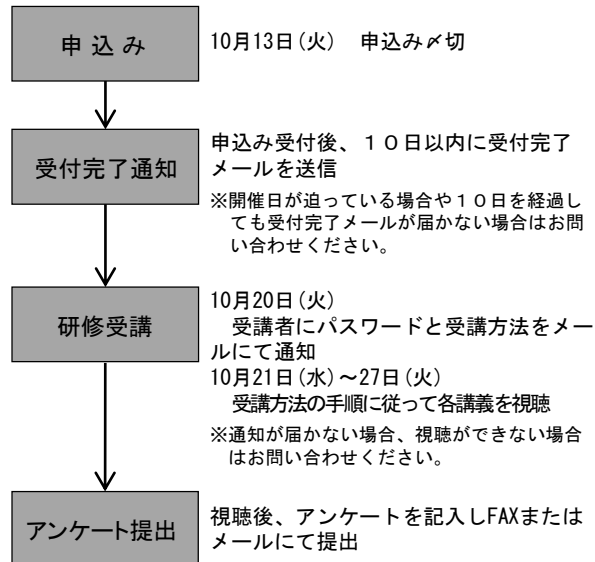 申込み
10月13日(火)　申込み〆切
受付完了通知
申込み受付後、１０日以内に受付完了
メールを送信
※開催日が迫っている場合や１０日を経過し
ても受付完了メールが届かない場合はお問
い合わせください。
研修受講
10月20日(火)
受講者にパスワードと受講方法をメー
ルにて通知
10月21日(水)～27日(火)
受講方法の手順に従って各講義を視聴
※通知が届かない場合、視聴ができない場合
はお問い合わせください。
アンケート提出
視聴後、アンケートを記入しFAXまたは
メールにて提出